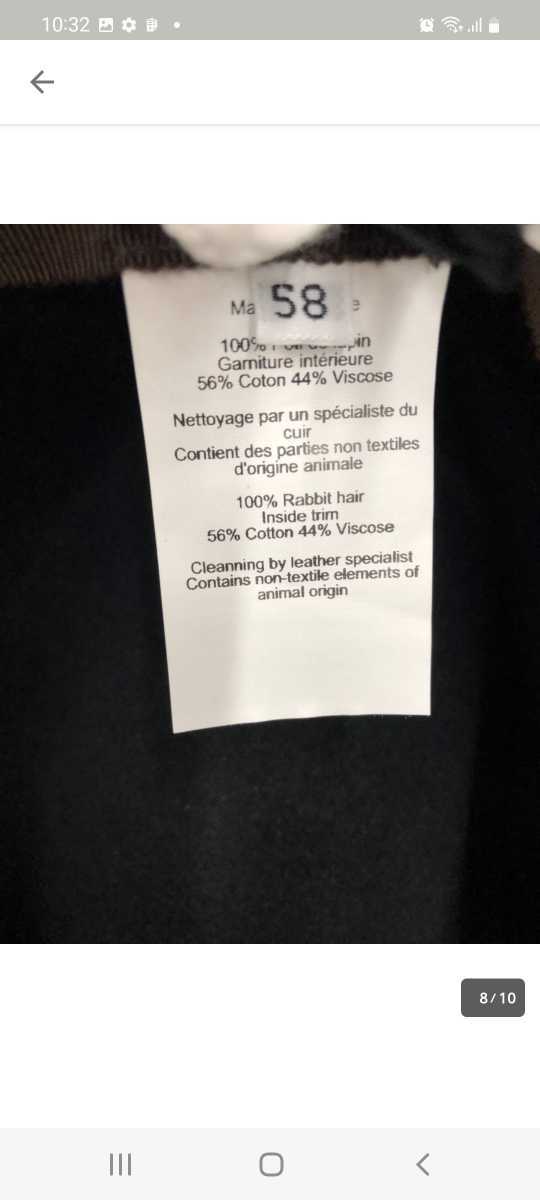 10:32
58
Garniture intérieure
56% Coton 44% Viscose
Nettoyage par un spécialiste du
cuir
Contient des parties non textiles
d'origine animale
100% Rabbit hair
Inside trim
56% Cotton 44% Viscose
Cleanning by leather specialist
Contains non-textile elements of
animal origin
8/10